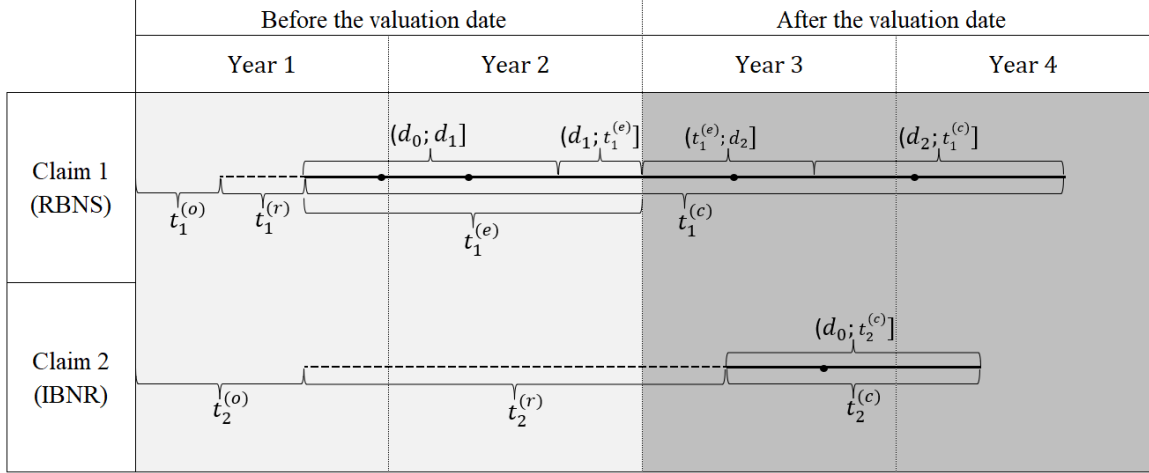 Before the valuation date After the valuation date
Year 1 Year 2 Year 3 Year 4
Claim 1
(RBNS)
(d₀; d₁] (d₁; t₁⁽ᵉ⁾] (t₁⁽ᵉ⁾; d₂] (d₂; t₁⁽ᶜ⁾]
t₁⁽ᵒ⁾ t₁⁽ʳ⁾ t₁⁽ᶜ⁾
t₁⁽ᵉ⁾
Claim 2
(IBNR)
(d₀; t₂⁽ᶜ⁾]
t₂⁽ᵒ⁾ t₂⁽ʳ⁾ t₂⁽ᶜ⁾